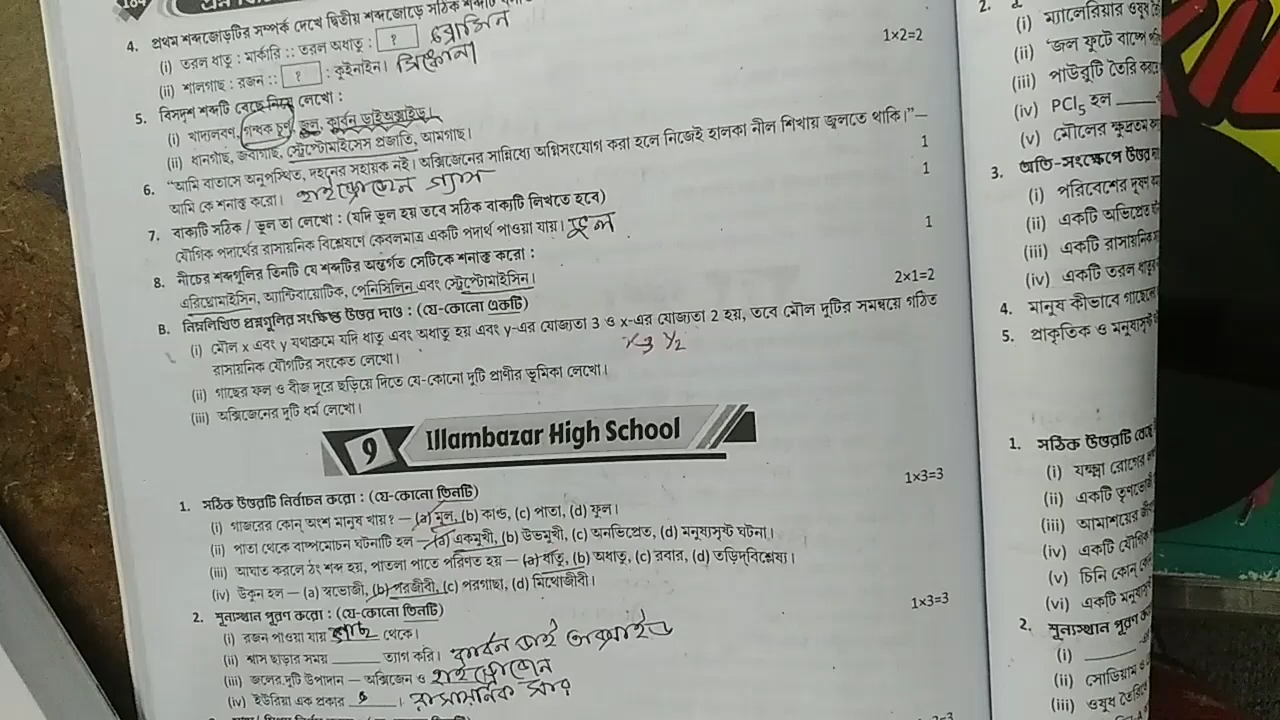 4. প্রথম শব্দজোড়টির সম্পর্ক দেখে দ্বিতীয় শব্দজোড়ে সঠিক শব্দটি
(i) তরল ধাতু : মার্কারি :: তরল অধাতু : ? ব্রোমিন 1×2=2
(ii) শালগাছ : রজন :: ? : কুইনাইন। সিঙ্কোনা
5. বিসদৃশ শব্দটি বেছে নিয়ে লেখো :
(i) খাদ্যলবণ, গন্ধক চূর্ণ, জল, কার্বন ডাইঅক্সাইড।
(ii) ধানগাছ, জবাগাছ, স্ট্রেপ্টোমাইসেস প্রজাতি, আমগাছ। 1
6. “আমি বাতাসে অনুপস্থিত, দহনের সহায়ক নই। অক্সিজেনের সান্নিধ্যে অগ্নিসংযোগ করা হলে নিজেই হালকা নীল শিখায় জ্বলতে থাকি।”—
আমি কে শনাক্ত করো। হাইড্রোজেন গ্যাস 1
7. বাক্যটি সঠিক / ভুল তা লেখো : (যদি ভুল হয় তবে সঠিক বাক্যটি লিখতে হবে)
যৌগিক পদার্থের রাসায়নিক বিশ্লেষণে কেবলমাত্র একটি পদার্থ পাওয়া যায়। ভুল 1
8. নীচের শব্দগুলির তিনটি যে শব্দটির অন্তর্গত সেটিকে শনাক্ত করো :
এরিথ্রোমাইসিন, অ্যান্টিবায়োটিক, পেনিসিলিন এবং স্ট্রেপ্টোমাইসিন।
B. নিম্নলিখিত প্রশ্নগুলির সংক্ষিপ্ত উত্তর দাও : (যে-কোনো একটি) 2×1=2
(i) মৌল x এবং y যথাক্রমে যদি ধাতু এবং অধাতু হয় এবং y-এর যোজ্যতা 3 ও x-এর যোজ্যতা 2 হয়, তবে মৌল দুটির সমন্বয়ে গঠিত
রাসায়নিক যৌগটির সংকেত লেখো। x3 y2
(ii) গাছের ফল ও বীজ দূরে ছড়িয়ে দিতে যে-কোনো দুটি প্রাণীর ভূমিকা লেখো।
(iii) অক্সিজেনের দুটি ধর্ম লেখো।
9 Illambazar High School
1. সঠিক উত্তরটি নির্বাচন করো : (যে-কোনো তিনটি) 1×3=3
(i) গাজরের কোন্ অংশ মানুষ খায়? — (a) মূল, (b) কাণ্ড, (c) পাতা, (d) ফুল।
(ii) পাতা থেকে বাষ্পমোচন ঘটনাটি হল — (a) একমুখী, (b) উভমুখী, (c) অনভিপ্রেত, (d) মনুষ্যসৃষ্ট ঘটনা।
(iii) আঘাত করলে ঠং শব্দ হয়, পাতলা পাতে পরিণত হয় — (a) ধাতু, (b) অধাতু, (c) রবার, (d) তড়িদ্‌বিশ্লেষ্য।
(iv) উকুন হল — (a) স্বভোজী, (b) পরজীবী, (c) পরগাছা, (d) মিথোজীবী।
2. শূন্যস্থান পূরণ করো : (যে-কোনো তিনটি) 1×3=3
(i) রজন পাওয়া যায় গাছ থেকে।
(ii) শ্বাস ছাড়ার সময় ______ ত্যাগ করি। কার্বন ডাই অক্সাইড
(iii) জলের দুটি উপাদান — অক্সিজেন ও হাইড্রোজেন
(iv) ইউরিয়া এক প্রকার ______। রাসায়নিক সার
2.
(i) ম্যালেরিয়ার ওষুধ
(ii) 'জল ফুটে বাষ্পে
(iii) পাউরুটি তৈরি করতে
(iv) PCl5 হল ____
(v) মৌলের ক্ষুদ্রতম
3. অতি-সংক্ষেপে উত্তর
(i) পরিবেশের দূষণ
(ii) একটি অভিপ্রেত
(iii) একটি রাসায়নিক
(iv) একটি তরল ধাতুর
4. মানুষ কীভাবে গাছের
5. প্রাকৃতিক ও মনুষ্যসৃষ্ট
1. সঠিক উত্তরটি বেছে
(i) যক্ষ্মা রোগের
(ii) একটি তৃণভোজী
(iii) আমাশয়ের
(iv) একটি যৌগিক
(v) চিনি কোন্
(vi) একটি মনুষ্য
2. শূন্যস্থান পূরণ
(i) ______
(ii) সোডিয়াম ও
(iii) ওষুধ তৈরিতে